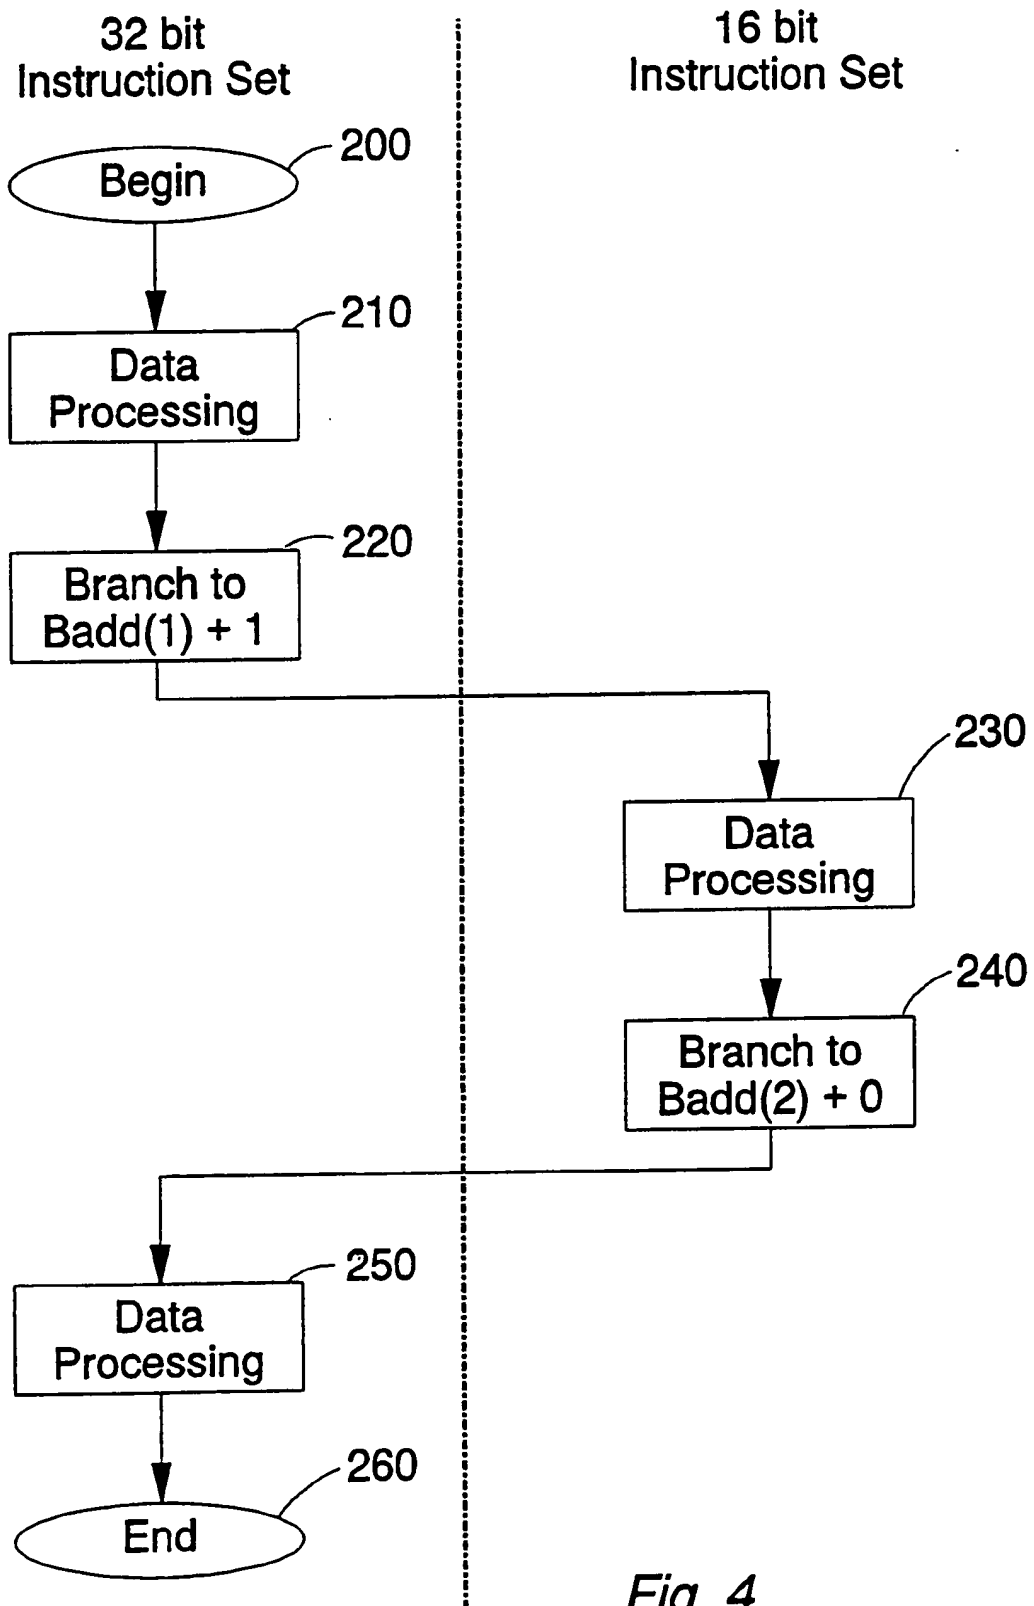 32 bit
Instruction Set
16 bit
Instruction Set
200
Begin
210
Data
Processing
220
Branch to
Badd(1) + 1
230
Data
Processing
240
Branch to
Badd(2) + 0
250
Data
Processing
260
End
Fig. 4